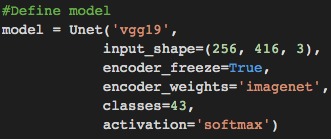 #Define model
model = Unet('vgg19',
input_shape=(256, 416, 3),
encoder_freeze=True,
encoder_weights='imagenet',
classes=43,
activation='softmax')